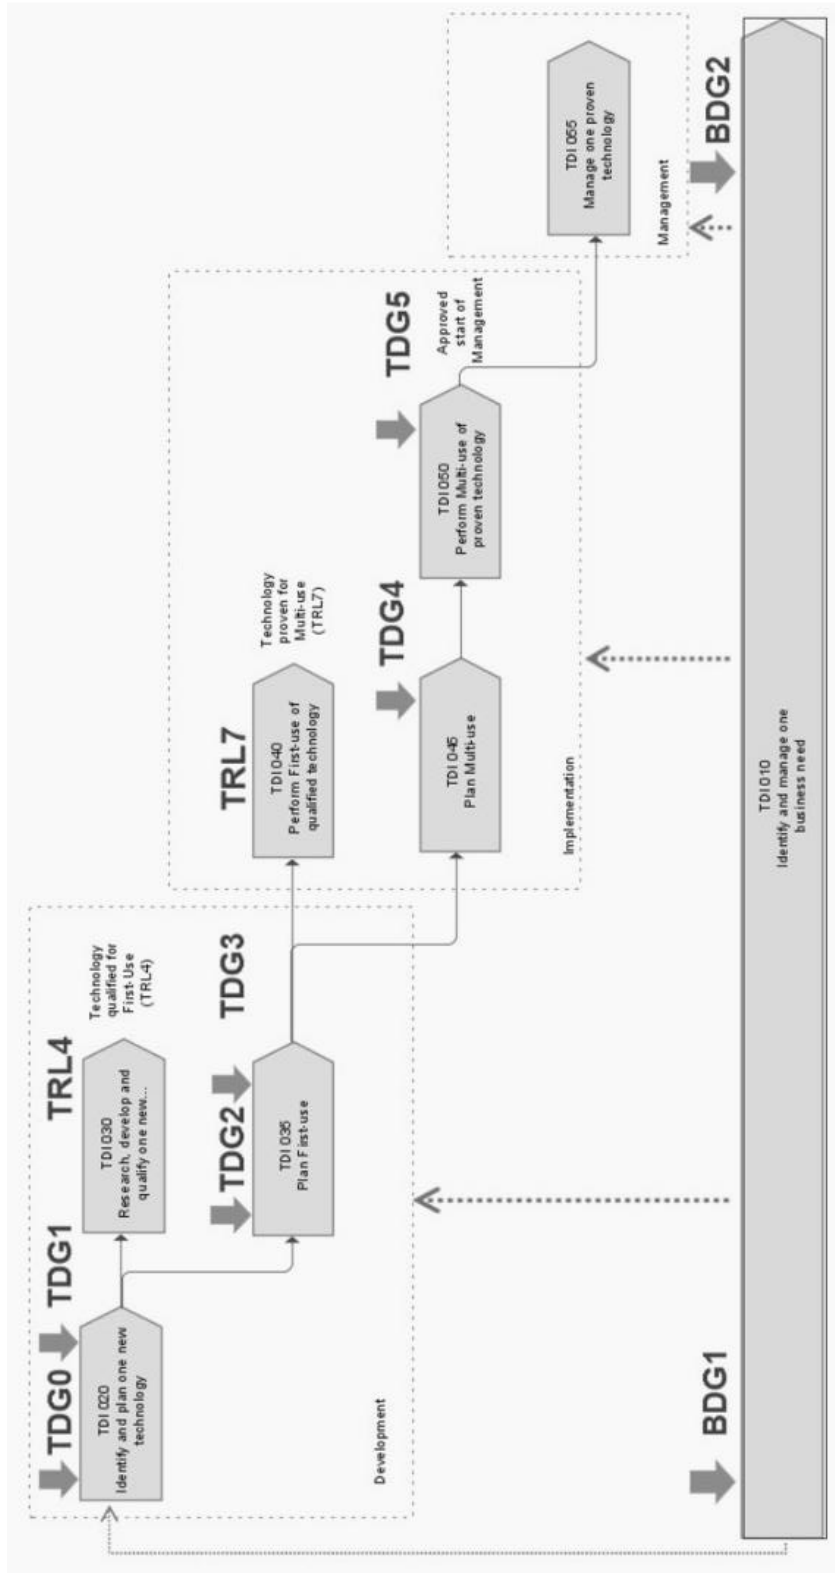 TDG0
TDG1
TDI 020
Identify and plan one new
technology
TRL4
TDI 030
Research, develop and
qualify one new...
Technology
qualified for
First-Use
(TRL4)
TDG2
TDG3
TDI 035
Plan First-use
Development
TRL7
TDI 040
Perform First-use of
qualified technology
Technology
proven for
Multi-use
(TRL7)
TDG4
TDI 045
Plan Multi-use
TDG5
TDI 050
Perform Multi-use of
proven technology
Approved
start of
Management
Implementation
TDI 055
Manage one proven
technology
Management
BDG1
BDG2
TDI 010
Identify and manage one
business need